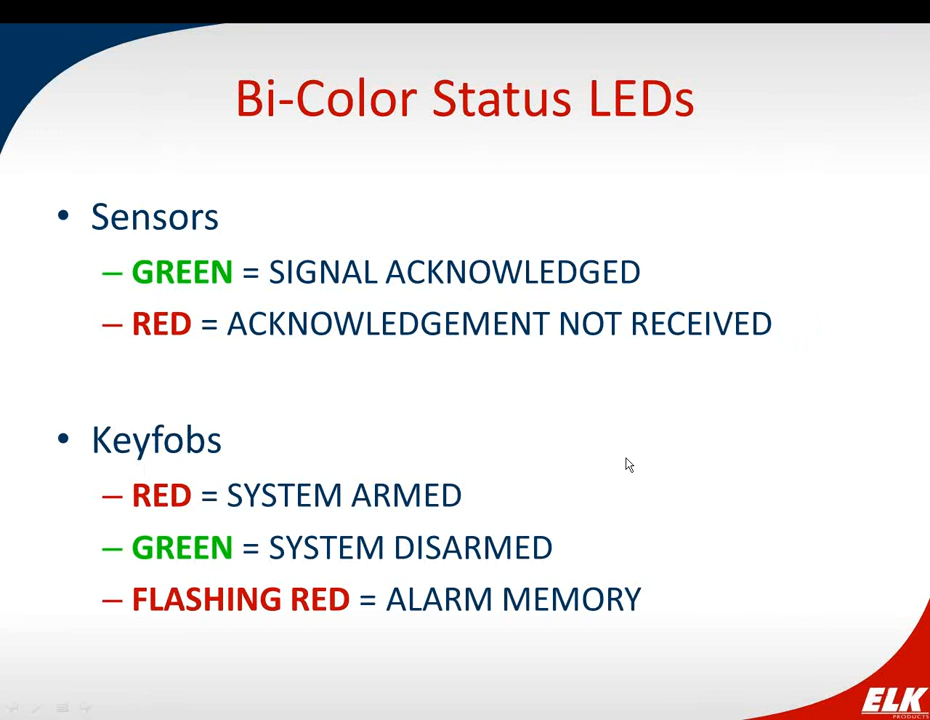 Bi-Color Status LEDs
• Sensors
– GREEN = SIGNAL ACKNOWLEDGED
– RED = ACKNOWLEDGEMENT NOT RECEIVED
• Keyfobs
– RED = SYSTEM ARMED
– GREEN = SYSTEM DISARMED
– FLASHING RED = ALARM MEMORY
ELK
PRODUCTS